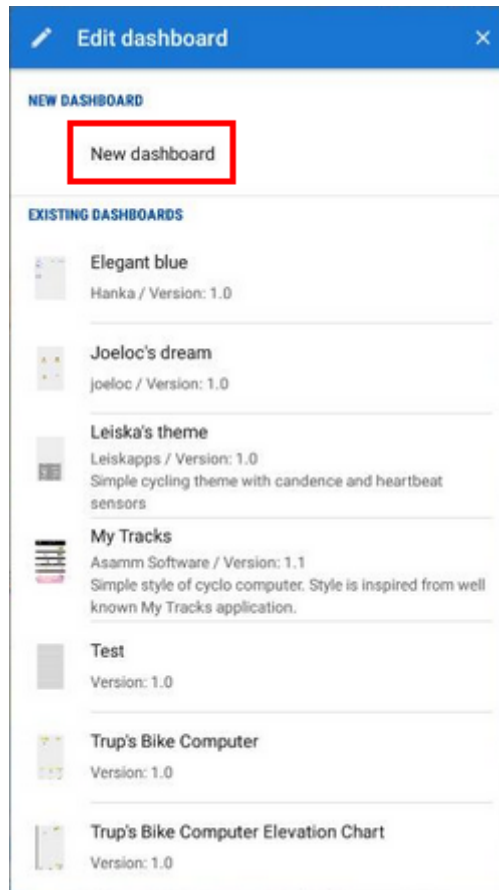 Edit dashboard
NEW DASHBOARD
New dashboard
EXISTING DASHBOARDS
Elegant blue
Hanka / Version: 1.0
Joeloc's dream
joeloc / Version: 1.0
Leiska's theme
Leiskapps / Version: 1.0
Simple cycling theme with candence and heartbeat
sensors
My Tracks
Asamm Software / Version: 1.1
Simple style of cyclo computer. Style is inspired from well
known My Tracks application.
Test
Version: 1.0
Trup's Bike Computer
Version: 1.0
Trup's Bike Computer Elevation Chart
Version: 1.0